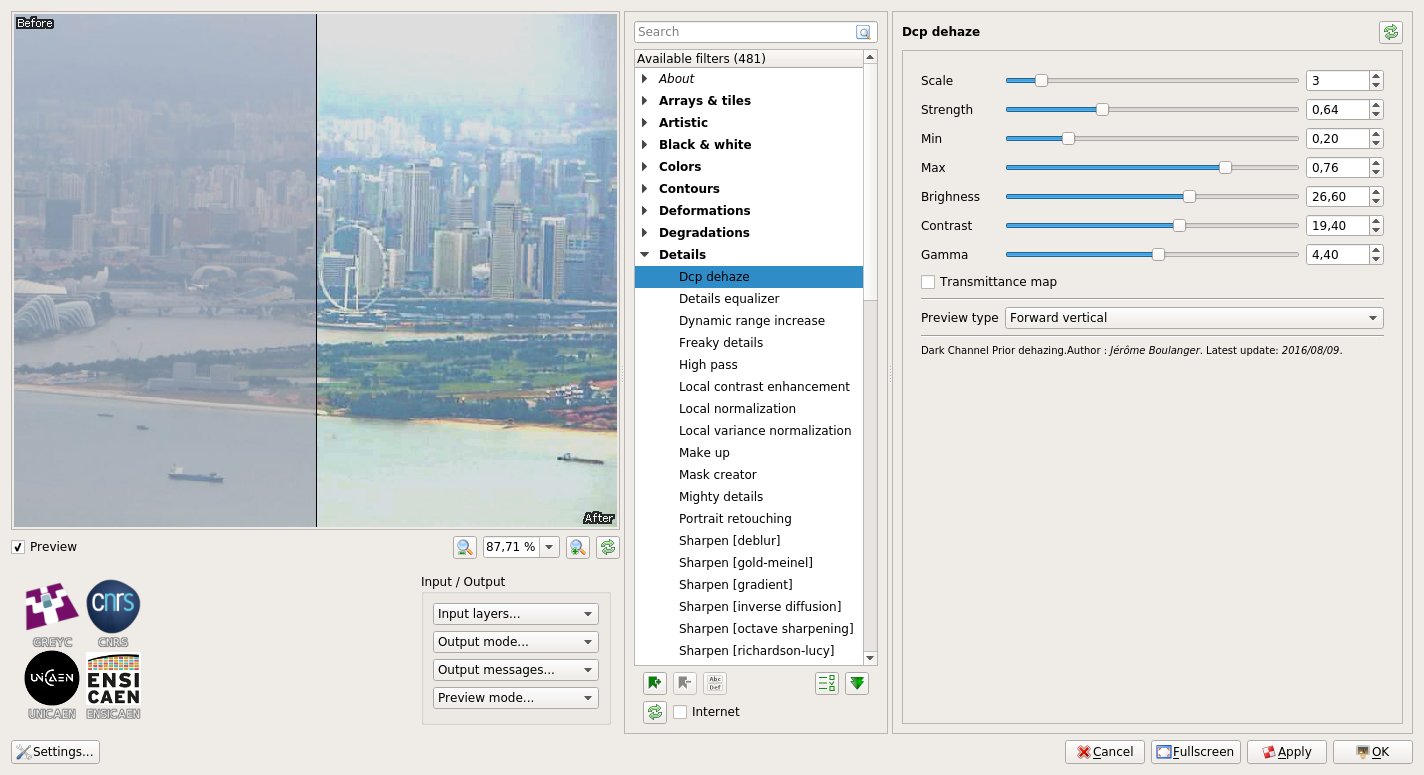 Before
After
Preview
87,71 %
GREYC
CNRS
cnrs
UNICAEN
UNICAEN
ENSI
CAEN
ENSICAEN
Input / Output
Input layers...
Output mode...
Output messages...
Preview mode...
Settings...
Search
Available filters (481)
About
Arrays & tiles
Artistic
Black & white
Colors
Contours
Deformations
Degradations
Details
Dcp dehaze
Details equalizer
Dynamic range increase
Freaky details
High pass
Local contrast enhancement
Local normalization
Local variance normalization
Make up
Mask creator
Mighty details
Portrait retouching
Sharpen [deblur]
Sharpen [gold-meinel]
Sharpen [gradient]
Sharpen [inverse diffusion]
Sharpen [octave sharpening]
Sharpen [richardson-lucy]
Abc
Def
Internet
Dcp dehaze
Scale 3
Strength 0,64
Min 0,20
Max 0,76
Brighness 26,60
Contrast 19,40
Gamma 4,40
Transmittance map
Preview type Forward vertical
Dark Channel Prior dehazing.Author : Jérôme Boulanger. Latest update: 2016/08/09.
Cancel
Fullscreen
Apply
OK